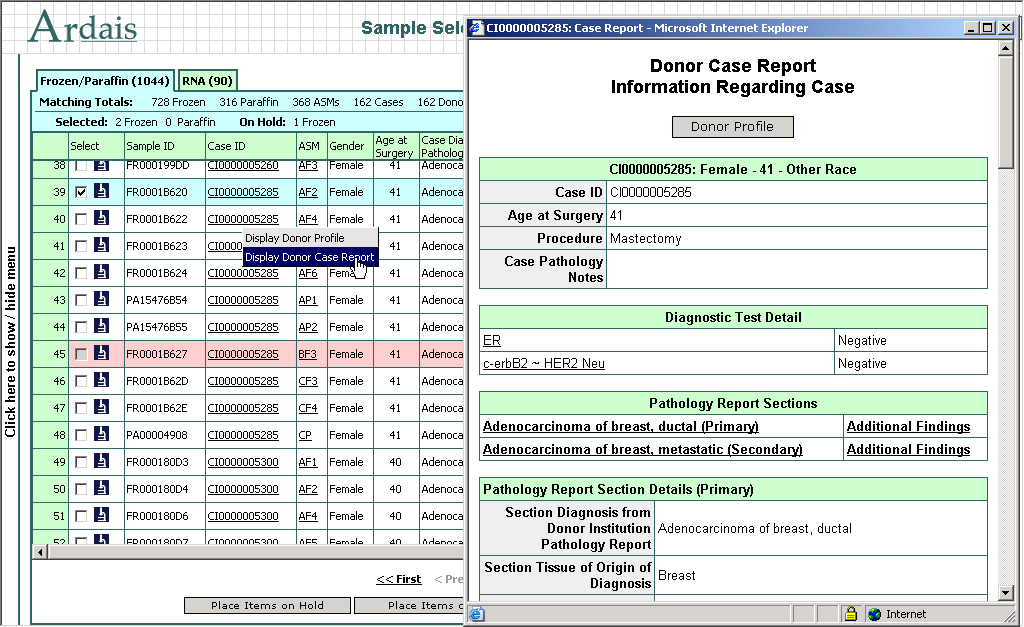 Ardais
Sample Sele
Click here to show / hide menu
Frozen/Paraffin (1044) RNA (90)
Matching Totals: 728 Frozen 316 Paraffin 368 ASMs 162 Cases 162 Dono
Selected: 2 Frozen 0 Paraffin On Hold: 1 Frozen
Select Sample ID Case ID ASM Gender Age at Surgery Case Dia Patholog
38 FR000199DD CI0000005260 AF3 Female 41 Adenoca
39 FR0001B620 CI0000005285 AF2 Female 41 Adenoca
40 FR0001B622 CI0000005285 AF4 Female 41 Adenoca
Display Donor Profile
41 FR0001B623 CI0 Female 41 Adenoca
Display Donor Case Report
42 FR0001B624 CI0000005285 AF6 Female 41 Adenoca
43 PA15476B54 CI0000005285 AP1 Female 41 Adenoca
44 PA15476B55 CI0000005285 AP2 Female 41 Adenoca
45 FR0001B627 CI0000005285 BF3 Female 41 Adenoca
46 FR0001B62D CI0000005285 CF3 Female 41 Adenoca
47 FR0001B62E CI0000005285 CF4 Female 41 Adenoca
48 PA00004908 CI0000005285 CP Female 41 Adenoca
49 FR000180D3 CI0000005300 AF1 Female 40 Adenoca
50 FR000180D4 CI0000005300 AF2 Female 40 Adenoca
51 FR000180D6 CI0000005300 AF4 Female 40 Adenoca
52 FR000180D7 CI0000005300 AF5 Female 40 Adenoca
<< First < Pre
Place Items on Hold Place Items o
CI0000005285: Case Report - Microsoft Internet Explorer
Donor Case Report
Information Regarding Case
Donor Profile
CI0000005285: Female - 41 - Other Race
Case ID CI0000005285
Age at Surgery 41
Procedure Mastectomy
Case Pathology
Notes
Diagnostic Test Detail
ER Negative
c-erbB2 ~ HER2 Neu Negative
Pathology Report Sections
Adenocarcinoma of breast, ductal (Primary) Additional Findings
Adenocarcinoma of breast, metastatic (Secondary) Additional Findings
Pathology Report Section Details (Primary)
Section Diagnosis from
Donor Institution Adenocarcinoma of breast, ductal
Pathology Report
Section Tissue of Origin of
Diagnosis Breast
Internet